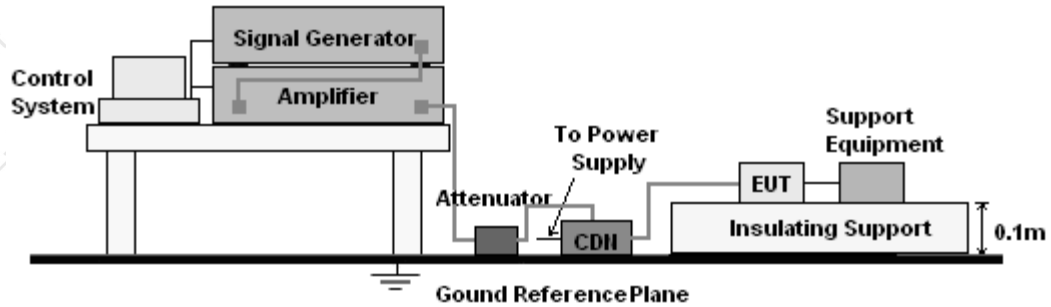 Signal Generator
Control
System
Amplifier
To Power
Supply
Support
Equipment
Attenuator
EUT
CDN
Insulating Support
0.1m
Gound Reference Plane